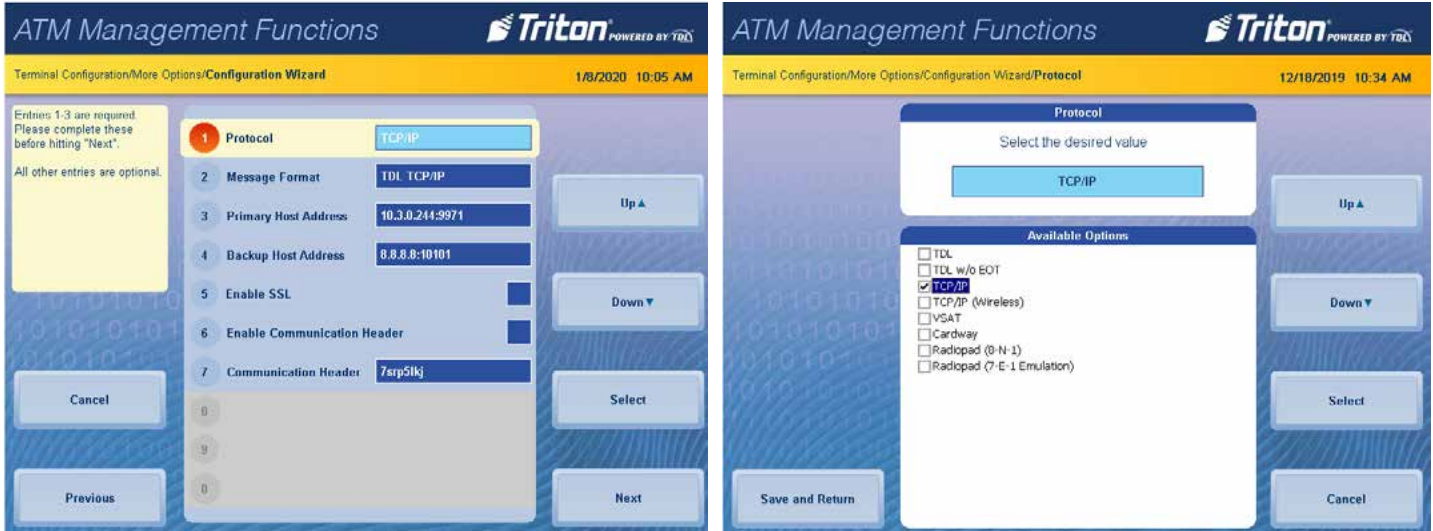 ATM Management Functions
Triton POWERED BY TDL
Terminal Configuration/More Options/Configuration Wizard
1/8/2020 10:05 AM
Entries 1-3 are required.
Please complete these
before hitting "Next".
All other entries are optional.
1 Protocol TCP/IP
2 Message Format TDL TCP/IP
3 Primary Host Address 10.3.0.244:9971
4 Backup Host Address 8.8.8.8:10101
5 Enable SSL
6 Enable Communication Header
7 Communication Header 7srp5lkj
8
9
0
Up
Down
Cancel
Select
Previous
Next
ATM Management Functions
Triton POWERED BY TDL
Terminal Configuration/More Options/Configuration Wizard/Protocol
12/18/2019 10:34 AM
Protocol
Select the desired value
TCP/IP
Available Options
TDL
TDL w/o EOT
TCP/IP
TCP/IP (Wireless)
VSAT
Cardway
Radiopad (8-N-1)
Radiopad (7-E-1 Emulation)
Up
Down
Select
Save and Return
Cancel